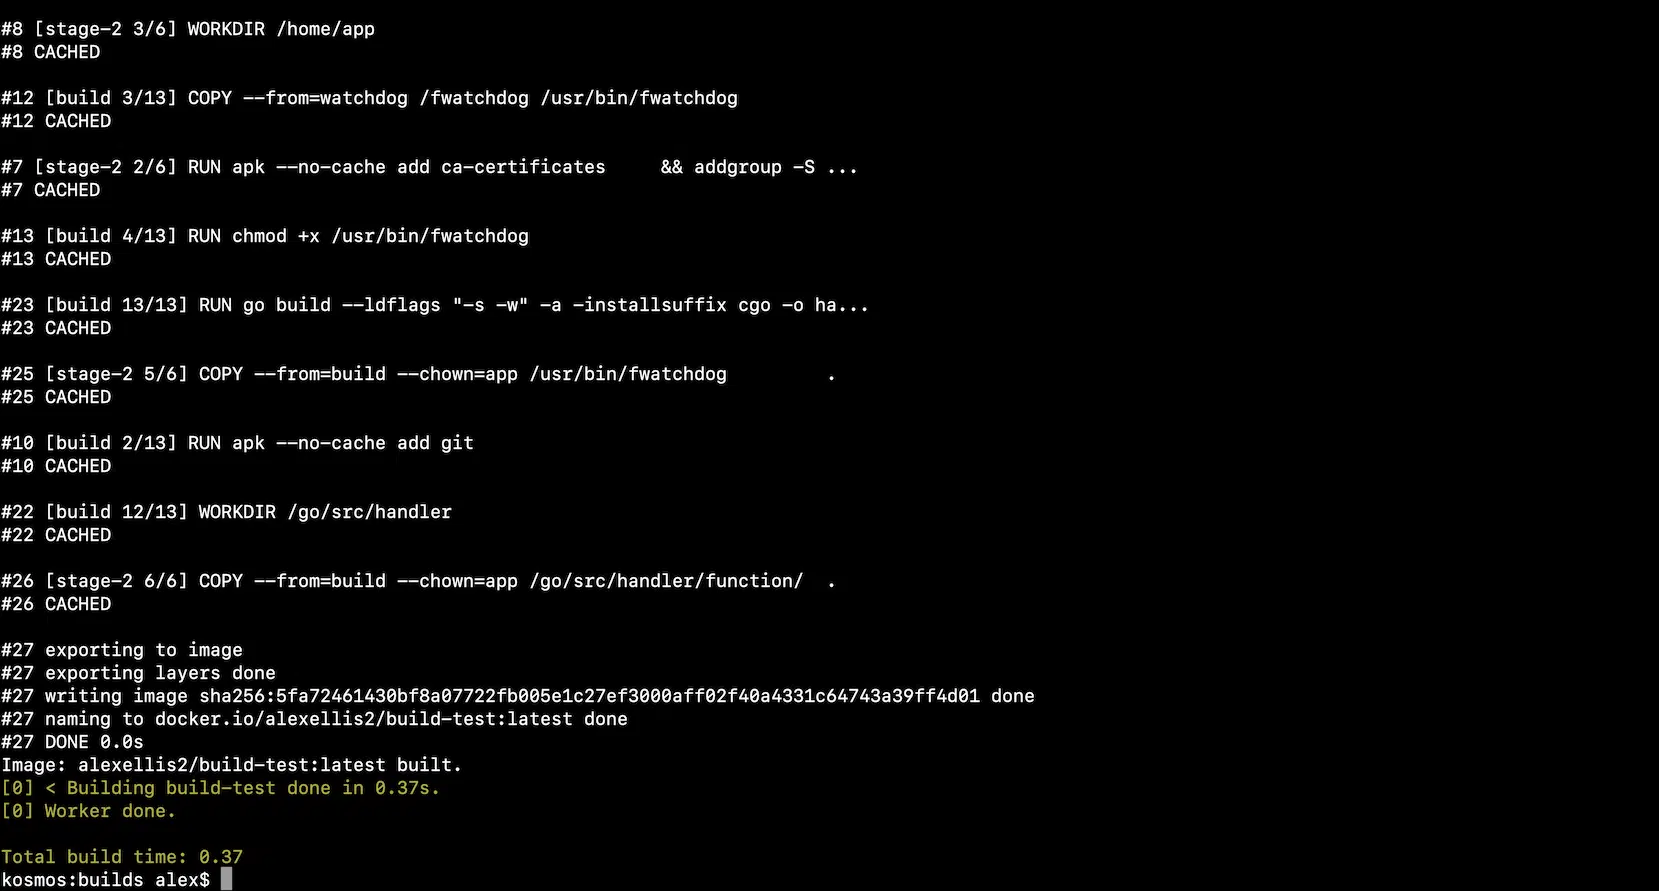 #8 [stage-2 3/6] WORKDIR /home/app
#8 CACHED
#12 [build 3/13] COPY --from=watchdog /fwatchdog /usr/bin/fwatchdog
#12 CACHED
#7 [stage-2 2/6] RUN apk --no-cache add ca-certificates     && addgroup -S ...
#7 CACHED
#13 [build 4/13] RUN chmod +x /usr/bin/fwatchdog
#13 CACHED
#23 [build 13/13] RUN go build --ldflags "-s -w" -a -installsuffix cgo -o ha...
#23 CACHED
#25 [stage-2 5/6] COPY --from=build --chown=app /usr/bin/fwatchdog         .
#25 CACHED
#10 [build 2/13] RUN apk --no-cache add git
#10 CACHED
#22 [build 12/13] WORKDIR /go/src/handler
#22 CACHED
#26 [stage-2 6/6] COPY --from=build --chown=app /go/src/handler/function/  .
#26 CACHED
#27 exporting to image
#27 exporting layers done
#27 writing image sha256:5fa72461430bf8a07722fb005e1c27ef3000aff02f40a4331c64743a39ff4d01 done
#27 naming to docker.io/alexellis2/build-test:latest done
#27 DONE 0.0s
Image: alexellis2/build-test:latest built.
[0] < Building build-test done in 0.37s.
[0] Worker done.
Total build time: 0.37
kosmos:builds alex$